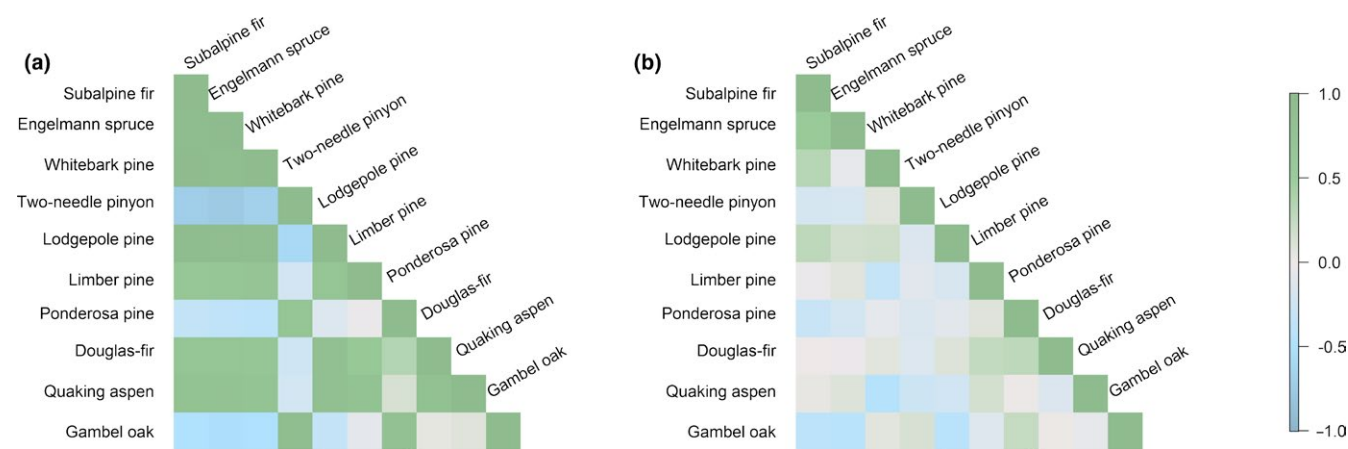 (a)
Subalpine fir
Engelmann spruce
Whitebark pine
Two-needle pinyon
Lodgepole pine
Limber pine
Ponderosa pine
Douglas-fir
Quaking aspen
Gambel oak
Subalpine fir
Engelmann spruce
Whitebark pine
Two-needle pinyon
Lodgepole pine
Limber pine
Ponderosa pine
Douglas-fir
Quaking aspen
Gambel oak
(b)
Subalpine fir
Engelmann spruce
Whitebark pine
Two-needle pinyon
Lodgepole pine
Limber pine
Ponderosa pine
Douglas-fir
Quaking aspen
Gambel oak
Subalpine fir
Engelmann spruce
Whitebark pine
Two-needle pinyon
Lodgepole pine
Limber pine
Ponderosa pine
Douglas-fir
Quaking aspen
Gambel oak
1.0
0.5
0.0
-0.5
-1.0